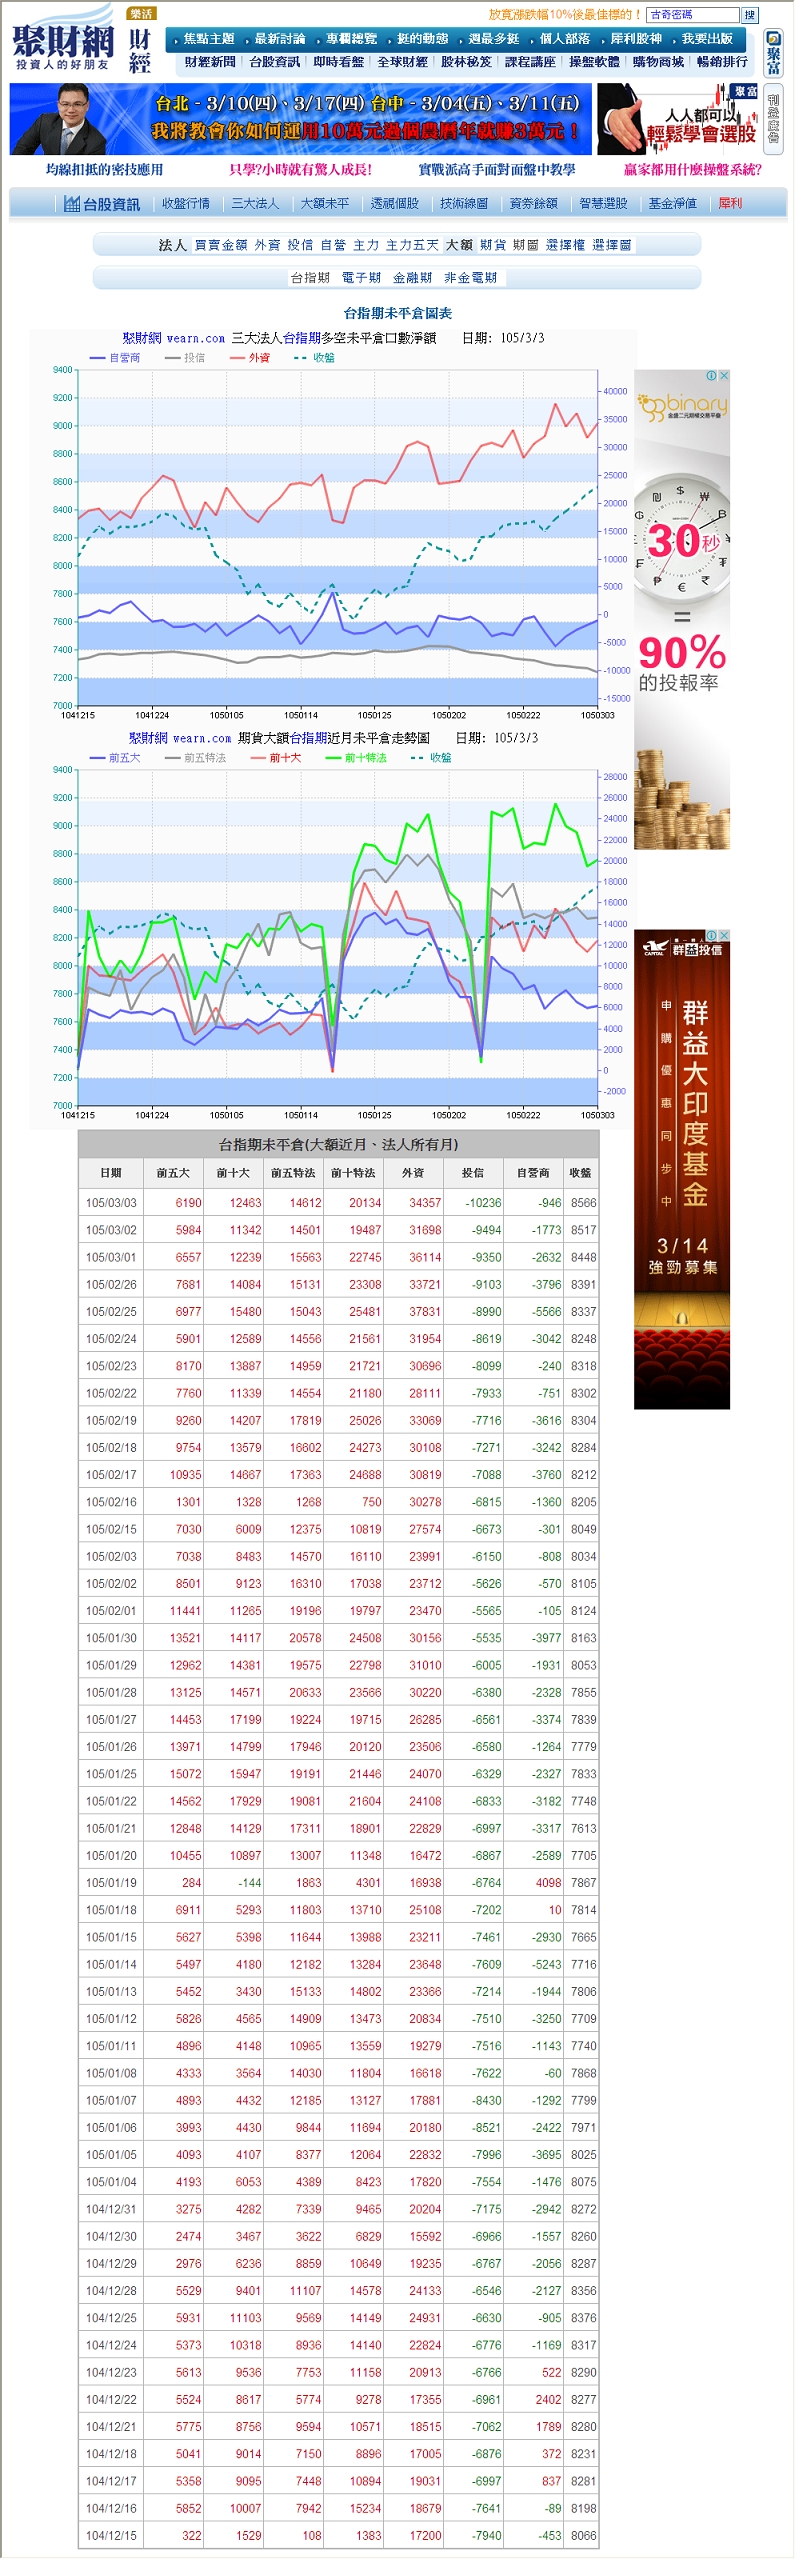 樂活
聚財網
投資人的好朋友
財經
放寬漲跌幅10%後最佳標的！ 古奇密碼 搜
焦點主題 最新討論 專欄總覽 挺的動態 週最多挺 個人部落 犀利股神 我要出版
財經新聞 台股資訊 即時看盤 全球財經 股林秘笈 課程講座 操盤軟體 購物商城 暢銷排行
聚富
台北 - 3/10(四)、3/17(四) 台中 - 3/04(五)、3/11(五)
我將教會你如何運用10萬元過個農曆年就賺3萬元！
聚富
人人都可以
輕鬆學會選股
刊登廣告
均線扣抵的密技應用 只學?小時就有驚人成長! 實戰派高手面對面盤中教學 贏家都用什麼操盤系統?
台股資訊 收盤行情 三大法人 大額未平 透視個股 技術線圖 資券餘額 智慧選股 基金淨值 犀利
法人 買賣金額 外資 投信 自營 主力 主力五天 大額 期貨 期圖 選擇權 選擇圖
台指期 電子期 金融期 非金電期
台指期未平倉圖表
聚財網 wearn.com 三大法人台指期多空未平倉口數淨額 日期: 105/3/3
自營商 投信 外資 收盤
9400
9200 40000
9000 35000
8800 30000
8600 25000
8400 20000
8200 15000
8000 10000
7800 5000
7600 0
7400 -5000
7200 -10000
7000 -15000
1041215 1041224 1050105 1050114 1050125 1050202 1050222 1050303
聚財網 wearn.com 期貨大額台指期近月未平倉走勢圖 日期: 105/3/3
前五大 前五特法 前十大 前十特法 收盤
9400 28000
9200 26000
9000 24000
8800 22000
8600 20000
8400 18000
8200 16000
8000 14000
7800 12000
7600 10000
7400 8000
7200 6000
7000 4000
2000
0
-2000
1041215 1041224 1050105 1050114 1050125 1050202 1050222 1050303
binary
30秒
=
90%
的投報率
群益投信
CAPITAL
群益大印度基金
申購優惠同步中
3/14
強勁募集
台指期未平倉(大額近月、法人所有月)
日期 前五大 前十大 前五特法 前十特法 外資 投信 自營商 收盤
105/03/03 6190 12463 14612 20134 34357 -10236 -946 8566
105/03/02 5984 11342 14501 19487 31698 -9494 -1773 8517
105/03/01 6557 12239 15563 22745 36114 -9350 -2632 8448
105/02/26 7681 14084 15131 23308 33721 -9103 -3796 8391
105/02/25 6977 15480 15043 25481 37831 -8990 -5566 8337
105/02/24 5901 12589 14556 21561 31954 -8619 -3042 8248
105/02/23 8170 13887 14959 21721 30696 -8099 -240 8318
105/02/22 7760 11339 14554 21180 28111 -7933 -751 8302
105/02/19 9260 14207 17819 25026 33069 -7716 -3616 8304
105/02/18 9754 13579 16602 24273 30108 -7271 -3242 8284
105/02/17 10935 14667 17363 24688 30819 -7088 -3760 8212
105/02/16 1301 1328 1268 750 30278 -6815 -1360 8205
105/02/15 7030 6009 12375 10819 27574 -6673 -301 8049
105/02/03 7038 8483 14570 16110 23991 -6150 -808 8034
105/02/02 8501 9123 16310 17038 23712 -5626 -570 8105
105/02/01 11441 11265 19196 19797 23470 -5565 -105 8124
105/01/30 13521 14117 20578 24508 30156 -5535 -3977 8163
105/01/29 12962 14381 19575 22798 31010 -6005 -1931 8053
105/01/28 13125 14571 20633 23566 30220 -6380 -2328 7855
105/01/27 14453 17199 19224 19715 26285 -6561 -3374 7839
105/01/26 13971 14799 17946 20120 23506 -6580 -1264 7779
105/01/25 15072 15947 19191 21446 24070 -6329 -2327 7833
105/01/22 14562 17929 19081 21604 24108 -6833 -3182 7748
105/01/21 12848 14129 17311 18901 22829 -6997 -3317 7613
105/01/20 10455 10897 13007 11348 16472 -6867 -2589 7705
105/01/19 284 -144 1863 4301 16938 -6764 4098 7867
105/01/18 6911 5293 11803 13710 25108 -7202 10 7814
105/01/15 5627 5398 11644 13988 23211 -7461 -2930 7665
105/01/14 5497 4180 12182 13284 23648 -7609 -5243 7716
105/01/13 5452 3430 15133 14802 23366 -7214 -1944 7806
105/01/12 5826 4565 14909 13473 20834 -7510 -3250 7709
105/01/11 4896 4148 10965 13559 19279 -7516 -1143 7740
105/01/08 4333 3564 14030 11804 16618 -7622 -60 7868
105/01/07 4893 4432 12185 13127 17881 -8430 -1292 7799
105/01/06 3993 4430 9844 11694 20180 -8521 -2422 7971
105/01/05 4093 4107 8377 12064 22832 -7996 -3695 8025
105/01/04 4193 6053 4389 8423 17820 -7554 -1476 8075
104/12/31 3275 4282 7339 9465 20204 -7175 -2942 8272
104/12/30 2474 3467 3622 6829 15592 -6966 -1557 8260
104/12/29 2976 6236 8859 10649 19235 -6767 -2056 8287
104/12/28 5529 9401 11107 14578 24133 -6546 -2127 8356
104/12/25 5931 11103 9569 14149 24931 -6630 -905 8376
104/12/24 5373 10318 8936 14140 22824 -6776 -1169 8317
104/12/23 5613 9536 7753 11158 20913 -6766 522 8290
104/12/22 5524 8617 5774 9278 17355 -6961 2402 8277
104/12/21 5775 8756 9594 10571 18515 -7062 1789 8280
104/12/18 5041 9014 7150 8896 17005 -6876 372 8231
104/12/17 5358 9095 7448 10894 19031 -6997 837 8281
104/12/16 5852 10007 7942 15234 18679 -7641 -89 8198
104/12/15 322 1529 108 1383 17200 -7940 -453 8066